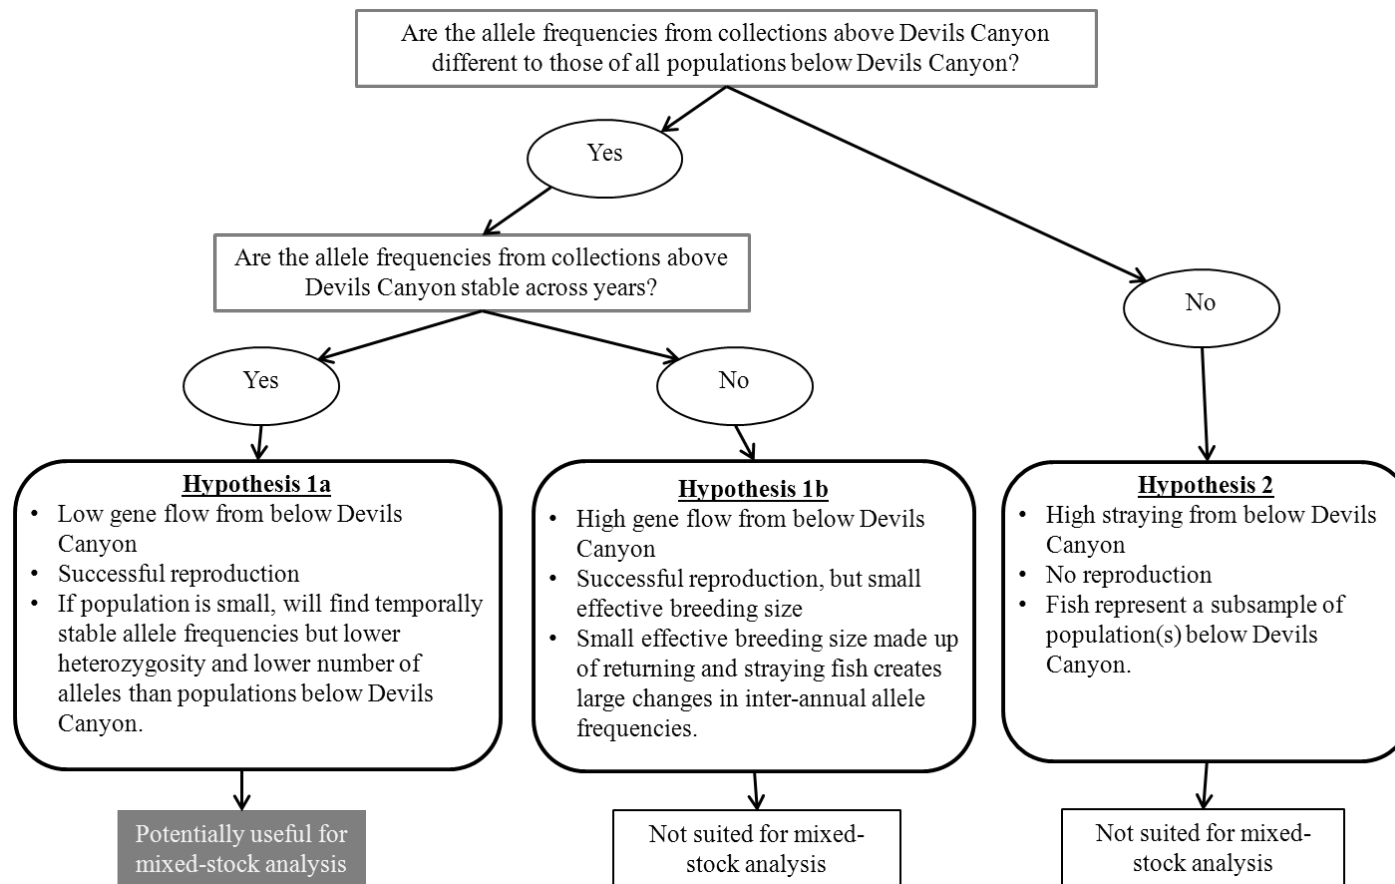 Are the allele frequencies from collections above Devils Canyon
different to those of all populations below Devils Canyon?
Yes
Are the allele frequencies from collections above
Devils Canyon stable across years?
No
Yes
No
Hypothesis 1a
• Low gene flow from below Devils
Canyon
• Successful reproduction
• If population is small, will find temporally
stable allele frequencies but lower
heterozygosity and lower number of
alleles than populations below Devils
Canyon.
Hypothesis 1b
• High gene flow from below Devils
Canyon
• Successful reproduction, but small
effective breeding size
• Small effective breeding size made up
of returning and straying fish creates
large changes in inter-annual allele
frequencies.
Hypothesis 2
• High straying from below Devils
Canyon
• No reproduction
• Fish represent a subsample of
population(s) below Devils
Canyon.
Potentially useful for
mixed-stock analysis
Not suited for mixed-
stock analysis
Not suited for mixed-
stock analysis